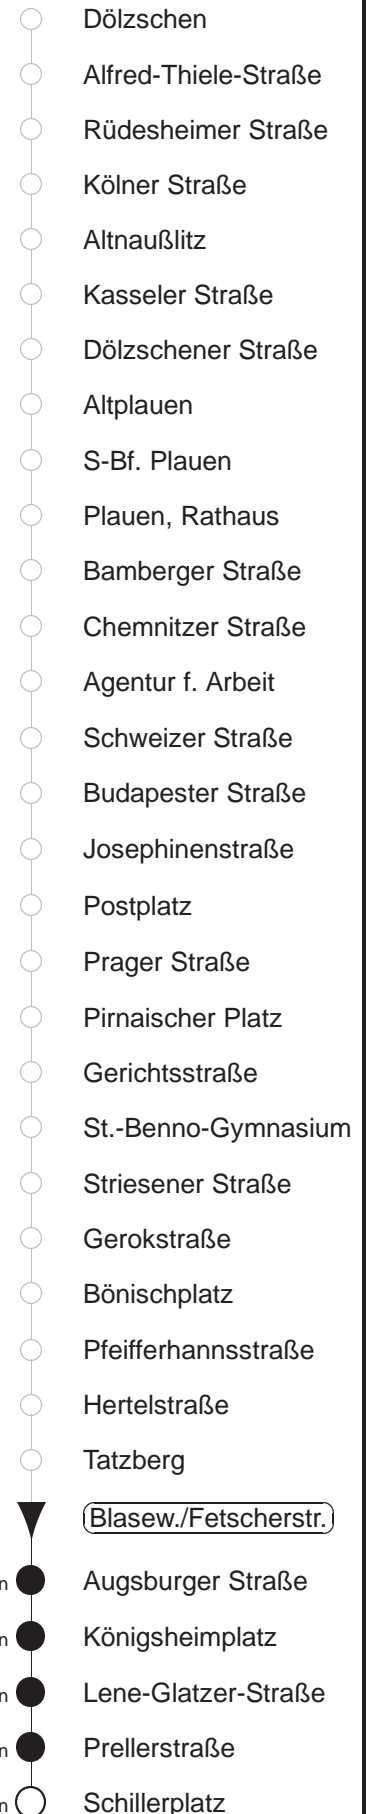 Dölzschen
Alfred-Thiele-Straße
Rüdesheimer Straße
Kölner Straße
Altnaußlitz
Kasseler Straße
Dölzschener Straße
Altplauen
S-Bf. Plauen
Plauen, Rathaus
Bamberger Straße
Chemnitzer Straße
Agentur f. Arbeit
Schweizer Straße
Budapester Straße
Josephinenstraße
Postplatz
Prager Straße
Pirnaischer Platz
Gerichtsstraße
St.-Benno-Gymnasium
Striesener Straße
Gerokstraße
Bönischplatz
Pfeifferhannsstraße
Hertelstraße
Tatzberg
Blasew./Fetscherstr.
n Augsburger Straße
n Königsheimplatz
n Lene-Glatzer-Straße
n Prellerstraße
n Schillerplatz